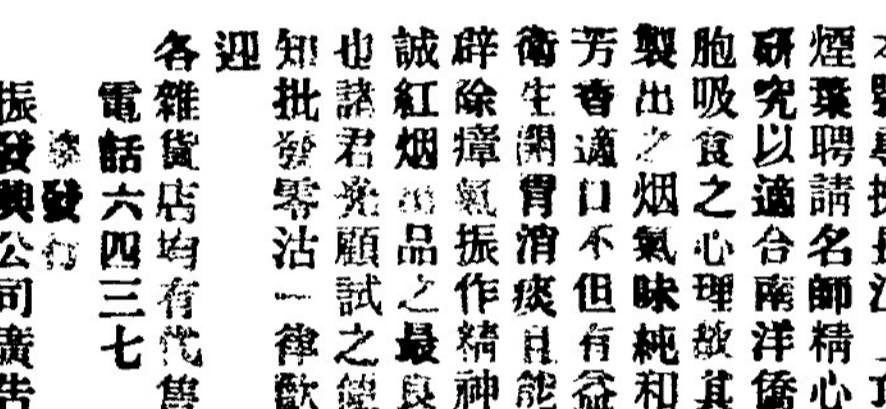 煙葉聘請名師精心
研究以適合南洋僑
胞吸食之心理故其
製出之烟氣味純和
芳香適口不但有益
衛生開胃消痰且能
辟除瘴氣振作精神
誠紅烟出品之最良
也諸君光顧試之便
知批發零沽一律歡
迎
各雜貨店均有代售
電話六四三七
發行
振發興公司廣告